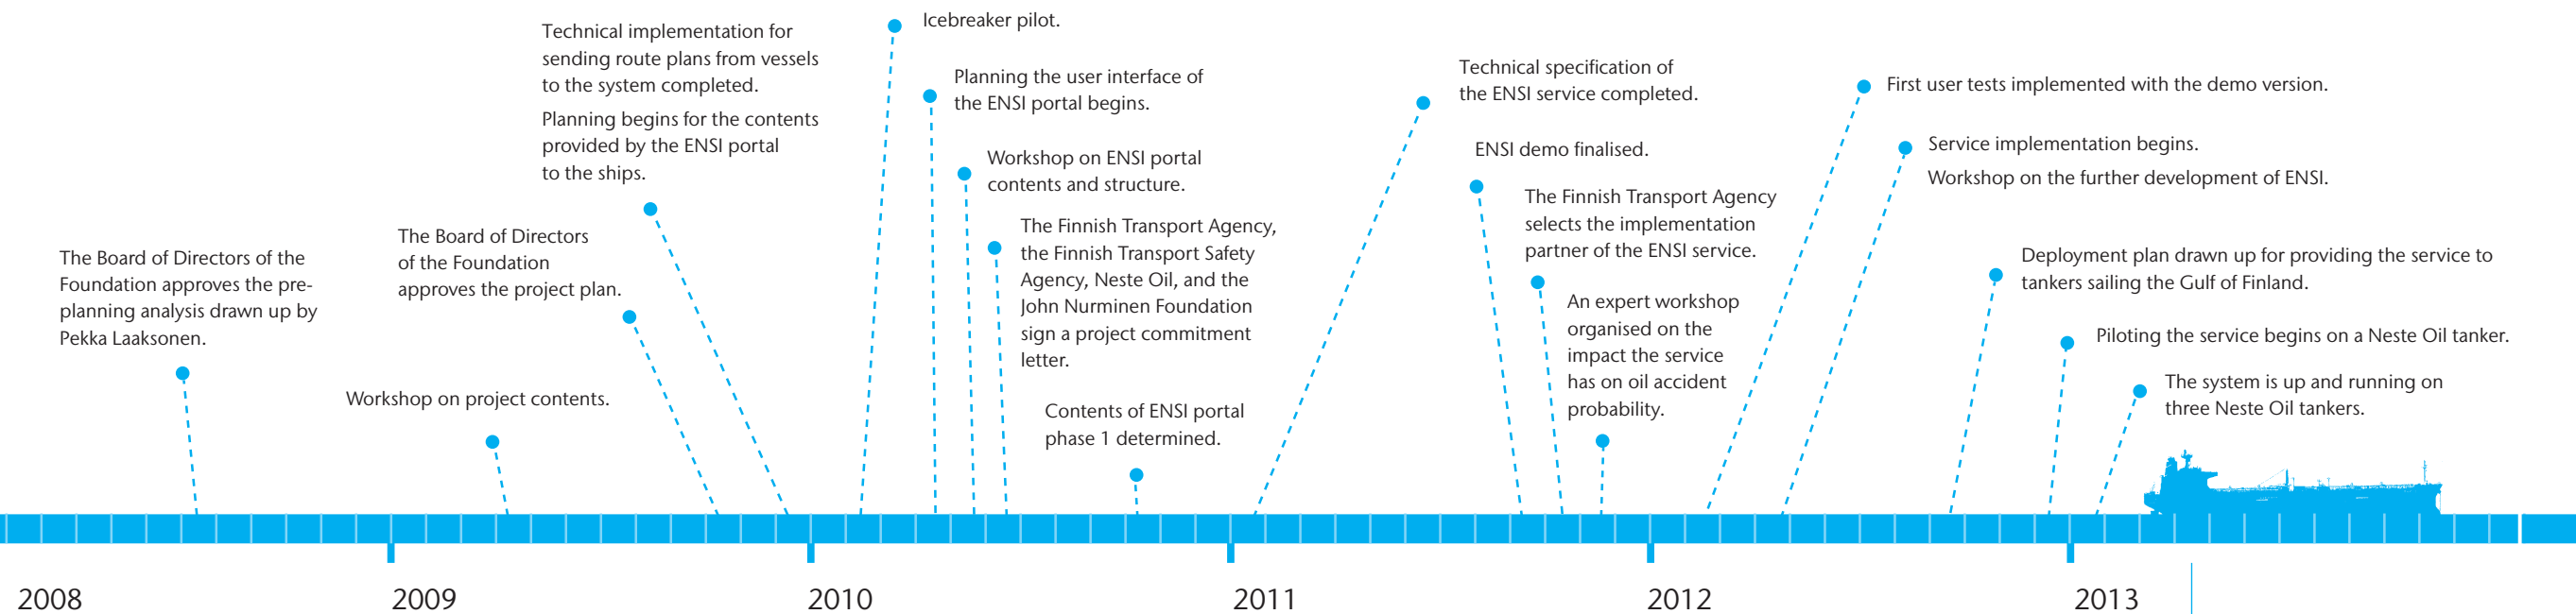 The Board of Directors of the
Foundation approves the pre-
planning analysis drawn up by
Pekka Laaksonen.
Workshop on project contents.
The Board of Directors
of the Foundation
approves the project plan.
Technical implementation for
sending route plans from vessels
to the system completed.
Planning begins for the contents
provided by the ENSI portal
to the ships.
Icebreaker pilot.
Planning the user interface of
the ENSI portal begins.
Workshop on ENSI portal
contents and structure.
The Finnish Transport Agency,
the Finnish Transport Safety
Agency, Neste Oil, and the
John Nurminen Foundation
sign a project commitment
letter.
Contents of ENSI portal
phase 1 determined.
Technical specification of
the ENSI service completed.
ENSI demo finalised.
The Finnish Transport Agency
selects the implementation
partner of the ENSI service.
An expert workshop
organised on the
impact the service
has on oil accident
probability.
First user tests implemented with the demo version.
Service implementation begins.
Workshop on the further development of ENSI.
Deployment plan drawn up for providing the service to
tankers sailing the Gulf of Finland.
Piloting the service begins on a Neste Oil tanker.
The system is up and running on
three Neste Oil tankers.
2008
2009
2010
2011
2012
2013